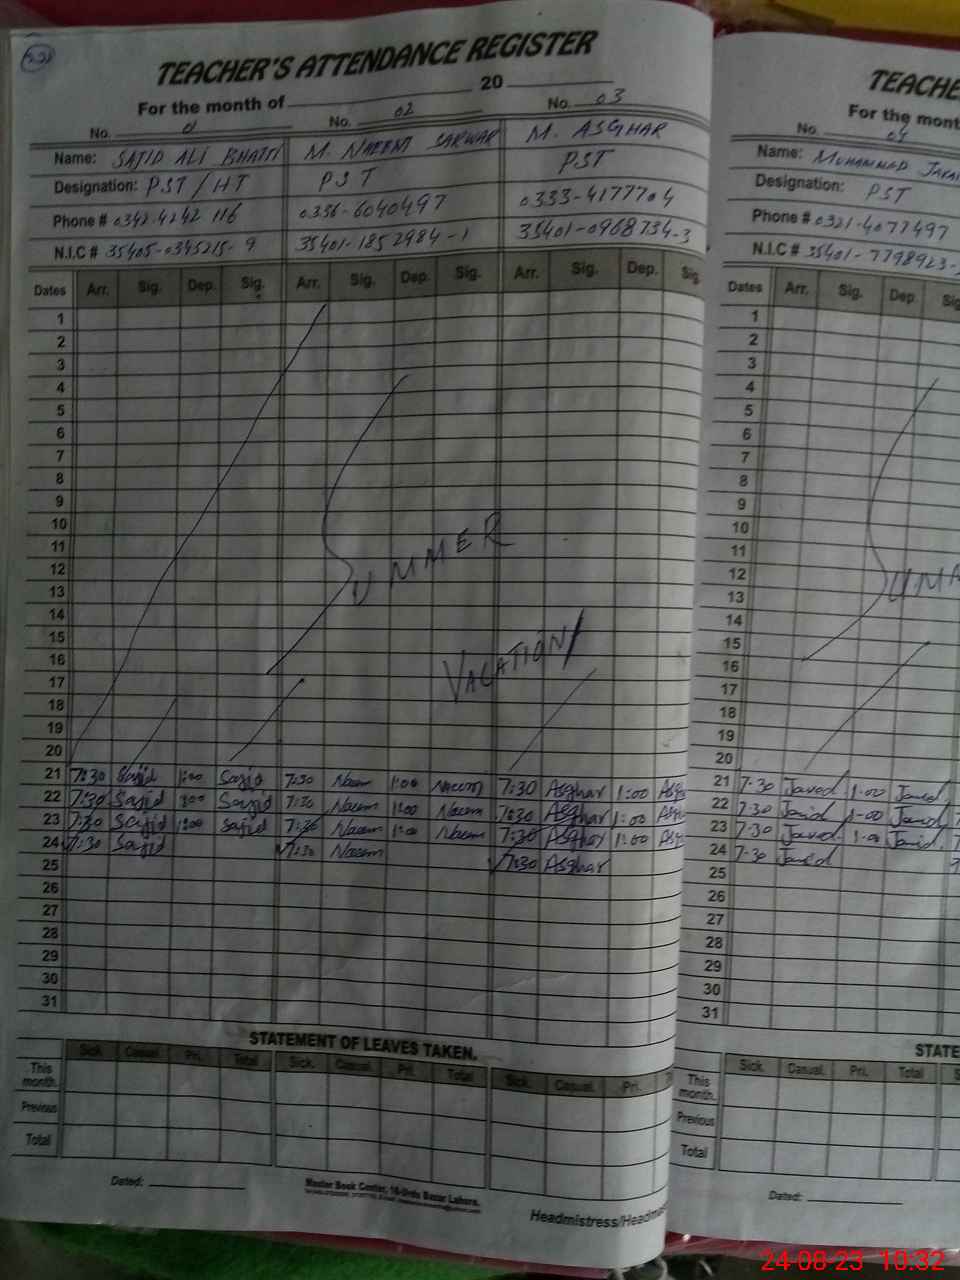 TEACHER'S ATTENDANCE REGISTER
For the month of 20
No. 01 No. 02 No. 03
Name: SAJID ALI BHATTI M. NAEEM SARWAR M. ASGHAR
Designation: PST/HT PST PST
Phone # 0342-4242116 0336-6040497 0333-4177704
N.I.C # 35405-0345215-9 35401-1852984-1 35401-0968734-3
Dates Arr. Sig. Dep. Sig. Arr. Sig. Dep. Sig. Arr. Sig. Dep. Sig.
1
2
3
4
5
6
7
8
9
10
11
12
13
14
15
16
17
18
19
20
SUMMER
VACATION
21 7:30 Sajid 1:00 Sajid 7:30 Naeem 1:00 Naeem 7:30 Asghar 1:00
22 7:30 Sajid 1:00 Sajid 7:30 Naeem 1:00 Naeem 7:30 Asghar 1:00
23 7:30 Sajid 1:00 Sajid 7:30 Naeem 1:00 Naeem 7:30 Asghar 1:00
24 7:30 Sajid 7:30 Naeem 7:30 Asghar
25
26
27
28
29
30
31
STATEMENT OF LEAVES TAKEN.
Sick. Casual. Pri. Total Sick. Casual. Pri. Total Sick. Casual. Pri.
This month.
Previous
Total
Dated:
Master Book Center, 16-Urdu Bazar Lahore.
TEACHE
For the mont
No. 04
Name: MUHAMMAD
Designation: PST
Phone # 0321-4077497
N.I.C # 35401-7798923-
Dates Arr. Sig. Dep.
1
2
3
4
5
6
7
8
9
10
11
12
13
14
15
16
17
18
19
20
21 7-30 Javed 1-00 Javed
22 7-30 Javed 1-00 Javed
23 7-30 Javed 1-00 Javed
24 7-30 Javed
25
26
27
28
29
30
31
STATE
Sick. Casual. Pri. Total
This month.
Previous
Total
Dated:
24-08-23 10:32